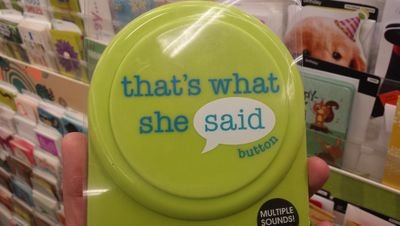 that's what
she said
button
MULTIPLE
SOUNDS!